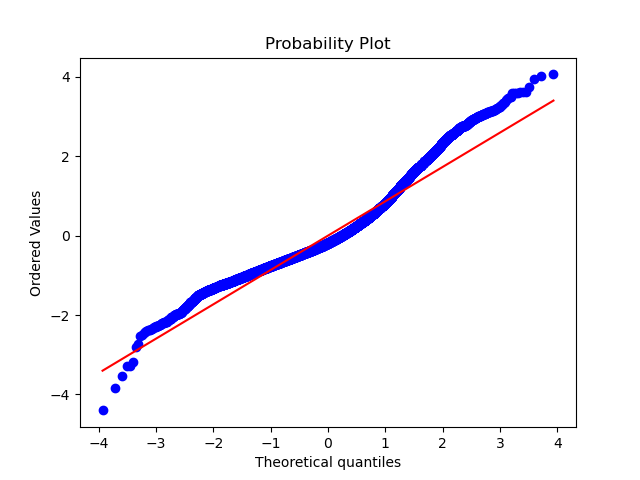 Probability Plot
Ordered Values
4
2
0
−2
−4
−4 −3 −2 −1 0 1 2 3 4
Theoretical quantiles